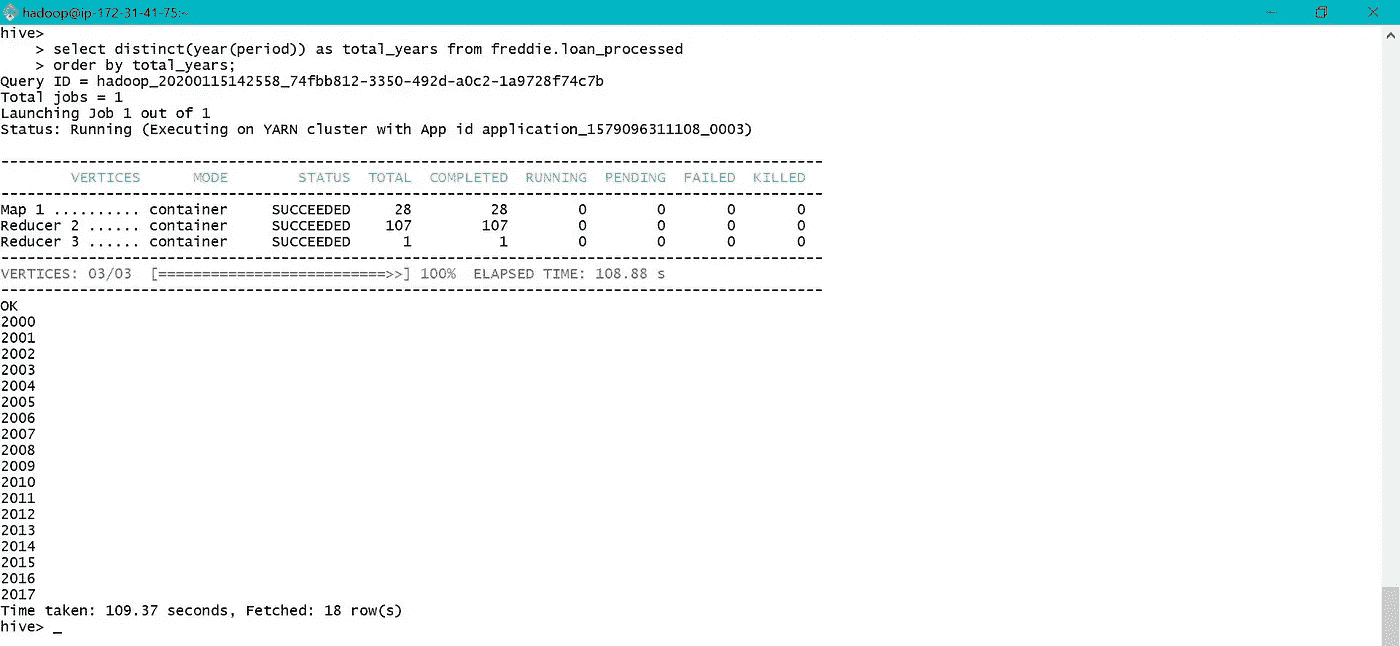 hadoop@ip-172-31-41-75:~
hive>
    > select distinct(year(period)) as total_years from freddie.loan_processed
    > order by total_years;
Query ID = hadoop_20200115142558_74fbb812-3350-492d-a0c2-1a9728f74c7b
Total jobs = 1
Launching Job 1 out of 1
Status: Running (Executing on YARN cluster with App id application_1579096311108_0003)
----------------------------------------------------------------------------------------------
        VERTICES      MODE        STATUS  TOTAL  COMPLETED  RUNNING  PENDING  FAILED  KILLED
----------------------------------------------------------------------------------------------
Map 1 .......... container     SUCCEEDED     28         28        0        0       0       0
Reducer 2 ...... container     SUCCEEDED    107        107        0        0       0       0
Reducer 3 ...... container     SUCCEEDED      1          1        0        0       0       0
----------------------------------------------------------------------------------------------
VERTICES: 03/03  [==========================>>] 100%  ELAPSED TIME: 108.88 s
----------------------------------------------------------------------------------------------
OK
2000
2001
2002
2003
2004
2005
2006
2007
2008
2009
2010
2011
2012
2013
2014
2015
2016
2017
Time taken: 109.37 seconds, Fetched: 18 row(s)
hive> _